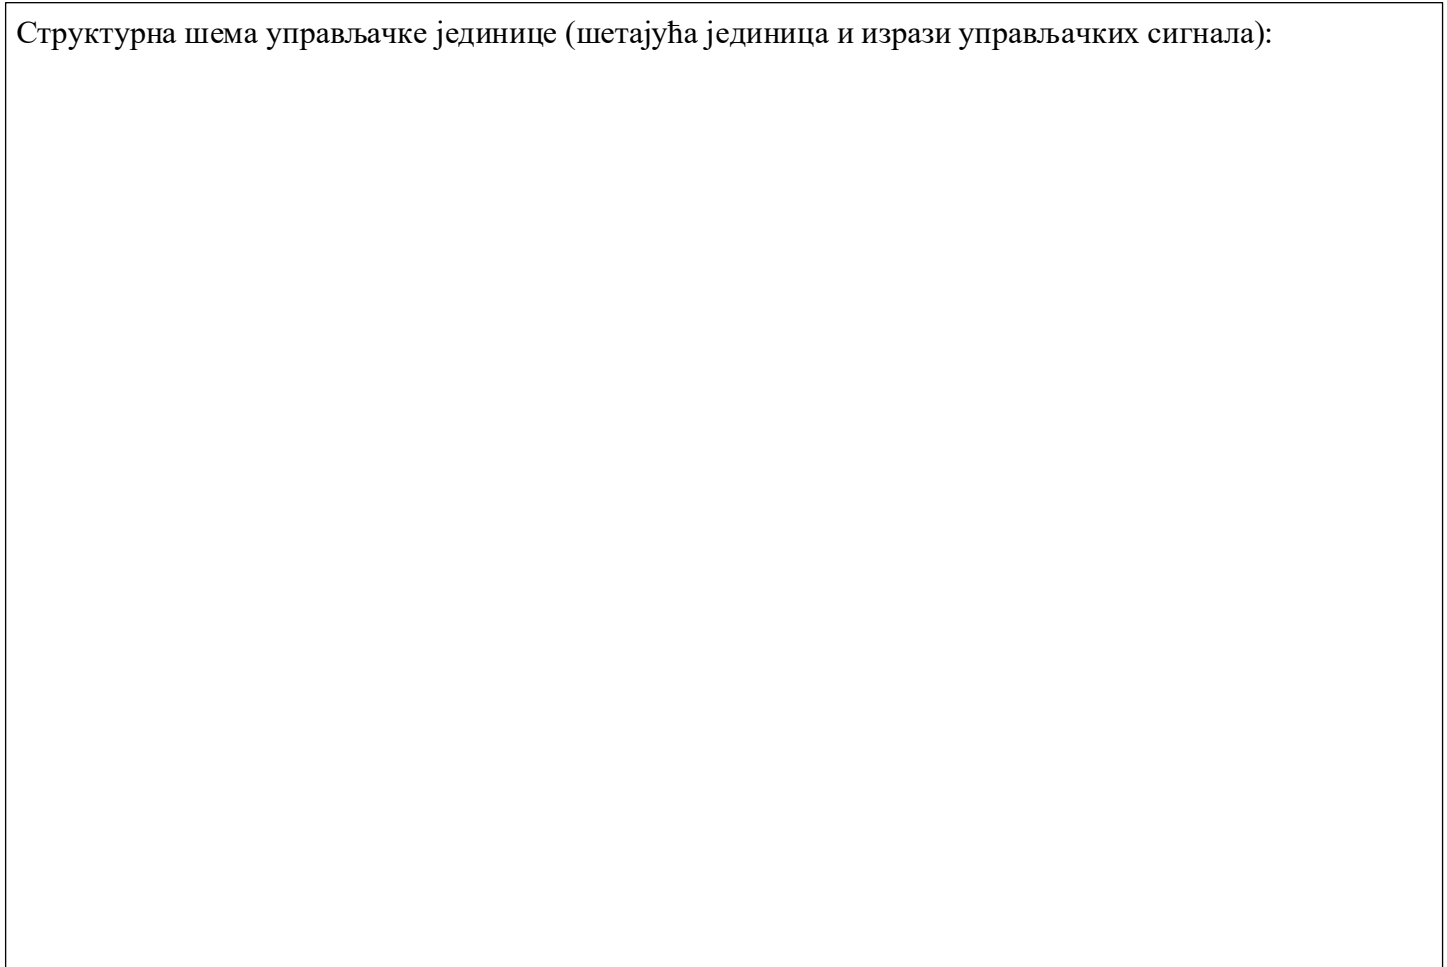 Структурна шема управљачке јединице (шетајућа јединица и изрази управљачких сигнала):